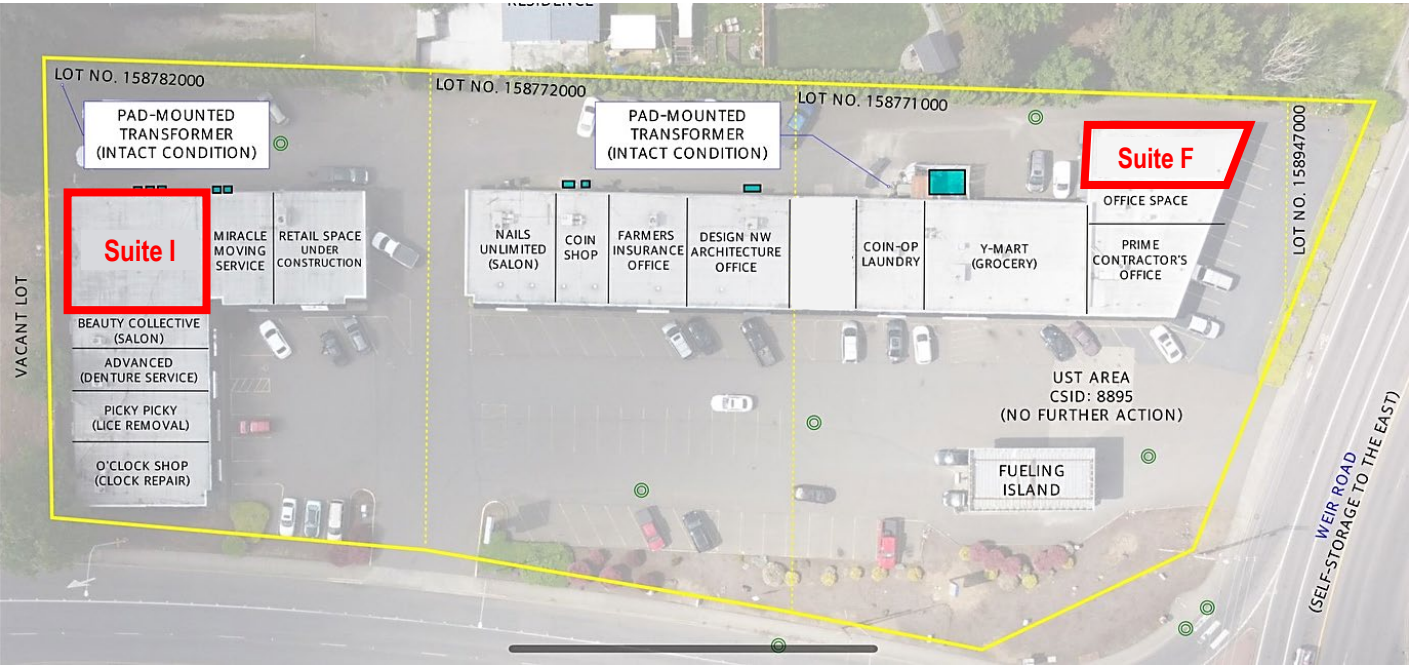 RESIDENCE
LOT NO. 158782000
LOT NO. 158772000
LOT NO. 158771000
LOT NO. 158947000
PAD-MOUNTED
TRANSFORMER
(INTACT CONDITION)
PAD-MOUNTED
TRANSFORMER
(INTACT CONDITION)
Suite F
OFFICE SPACE
PRIME
CONTRACTOR'S
OFFICE
Suite I
MIRACLE
MOVING
SERVICE
RETAIL SPACE
UNDER
CONSTRUCTION
NAILS
UNLIMITED
(SALON)
COIN
SHOP
FARMERS
INSURANCE
OFFICE
DESIGN NW
ARCHITECTURE
OFFICE
COIN-OP
LAUNDRY
Y-MART
(GROCERY)
VACANT LOT
BEAUTY COLLECTIVE
(SALON)
ADVANCED
(DENTURE SERVICE)
PICKY PICKY
(LICE REMOVAL)
O'CLOCK SHOP
(CLOCK REPAIR)
UST AREA
CSID: 8895
(NO FURTHER ACTION)
FUELING
ISLAND
WEIR ROAD
(SELF-STORAGE TO THE EAST)